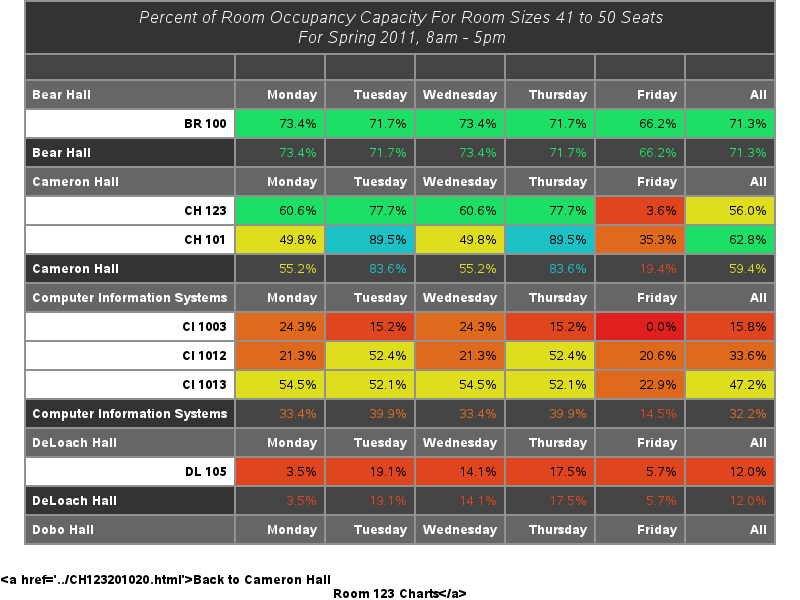 Percent of Room Occupancy Capacity For Room Sizes 41 to 50 Seats
For Spring 2011, 8am - 5pm
Bear Hall Monday Tuesday Wednesday Thursday Friday All
BR 100 73.4% 71.7% 73.4% 71.7% 66.2% 71.3%
Bear Hall 73.4% 71.7% 73.4% 71.7% 66.2% 71.3%
Cameron Hall Monday Tuesday Wednesday Thursday Friday All
CH 123 60.6% 77.7% 60.6% 77.7% 3.6% 56.0%
CH 101 49.8% 89.5% 49.8% 89.5% 35.3% 62.8%
Cameron Hall 55.2% 83.6% 55.2% 83.6% 19.4% 59.4%
Computer Information Systems Monday Tuesday Wednesday Thursday Friday All
CI 1003 24.3% 15.2% 24.3% 15.2% 0.0% 15.8%
CI 1012 21.3% 52.4% 21.3% 52.4% 20.6% 33.6%
CI 1013 54.5% 52.1% 54.5% 52.1% 22.9% 47.2%
Computer Information Systems 33.4% 39.9% 33.4% 39.9% 14.5% 32.2%
DeLoach Hall Monday Tuesday Wednesday Thursday Friday All
DL 105 3.5% 19.1% 14.1% 17.5% 5.7% 12.0%
DeLoach Hall 3.5% 19.1% 14.1% 17.5% 5.7% 12.0%
Dobo Hall Monday Tuesday Wednesday Thursday Friday All
<a href='../CH123201020.html'>Back to Cameron Hall
Room 123 Charts</a>